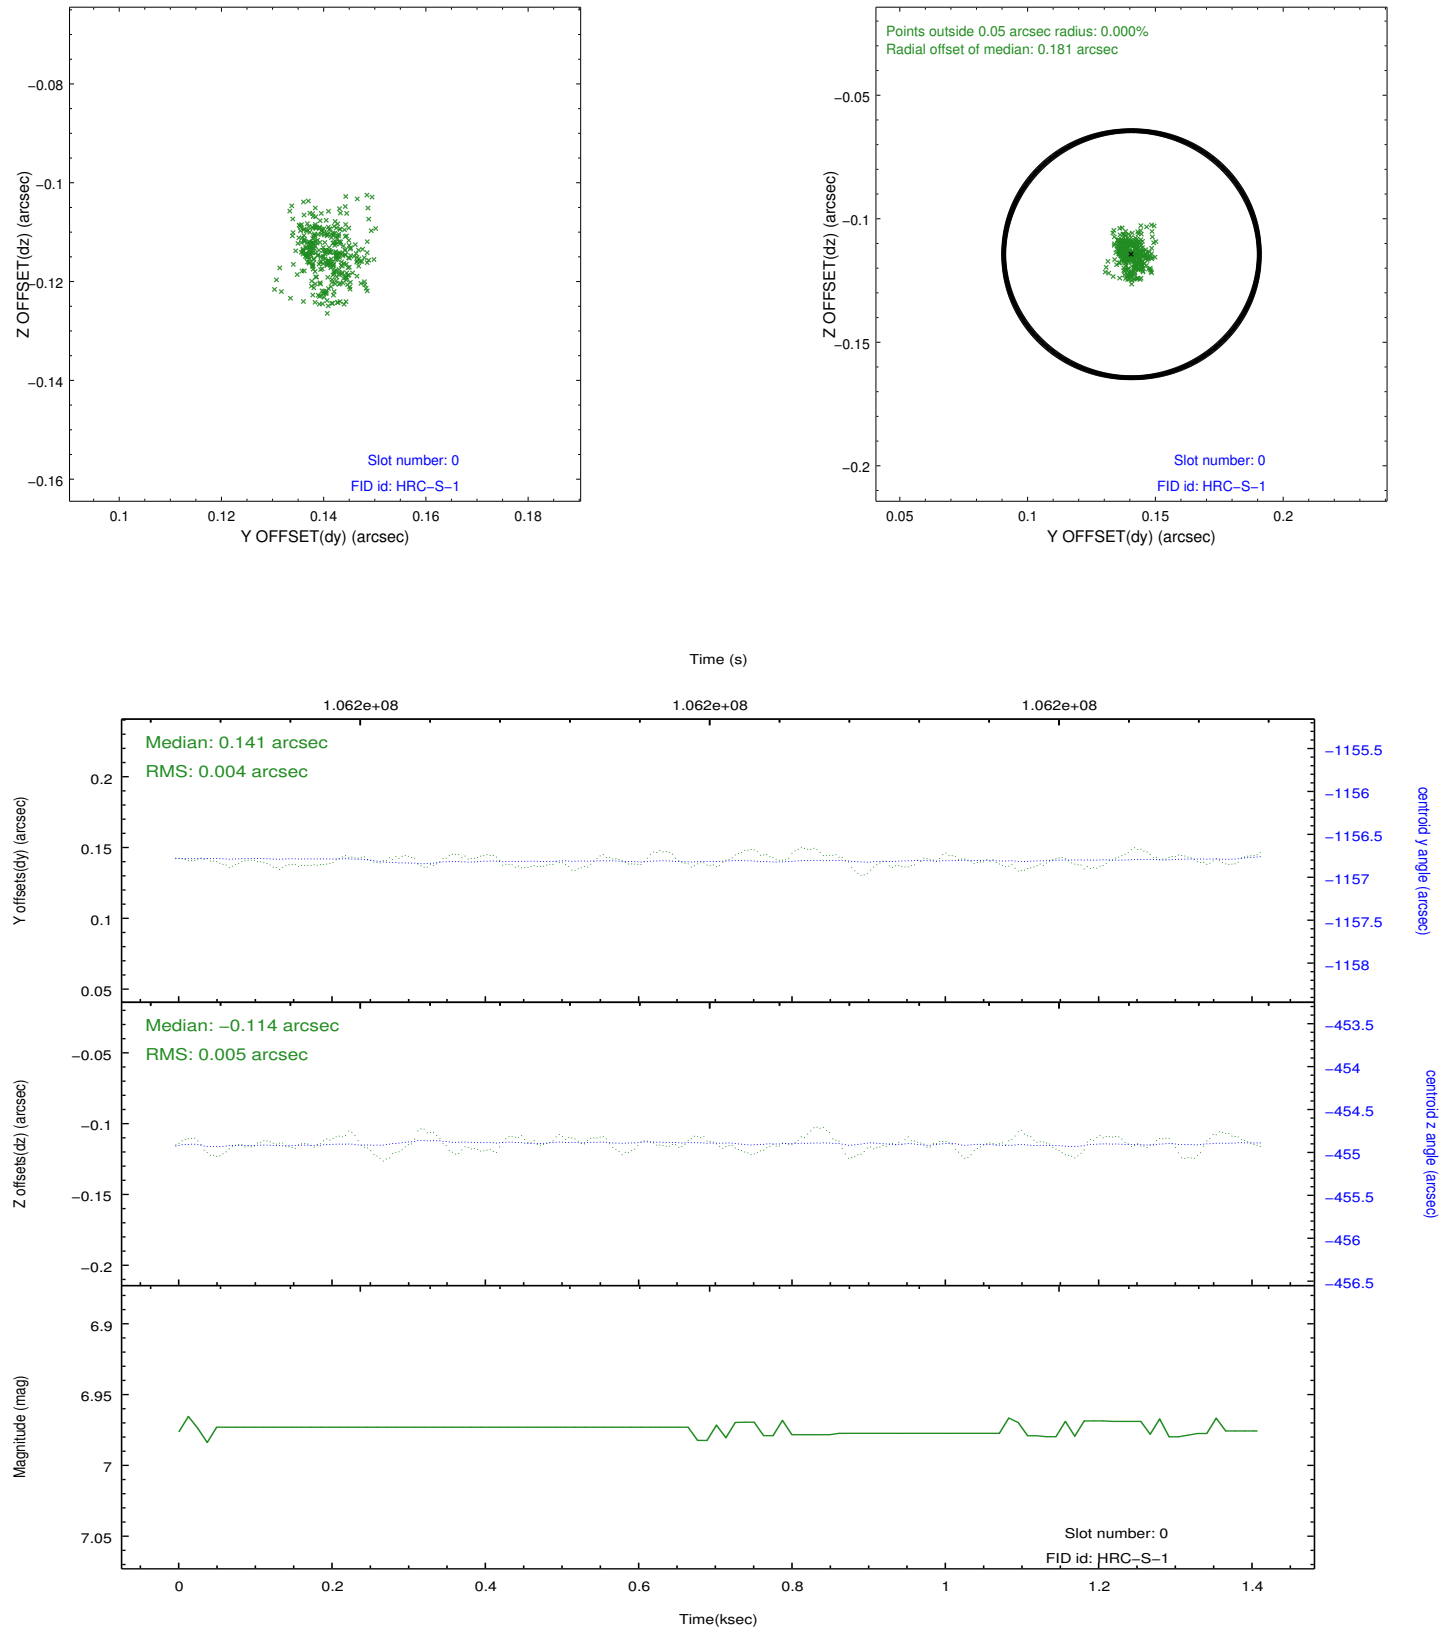 −0.08
−0.1
−0.12
−0.14
−0.16
Z OFFSET(dz) (arcsec)
Slot number: 0
FID id: HRC−S−1
0.1
0.12
0.14
0.16
0.18
Y OFFSET(dy) (arcsec)
Points outside 0.05 arcsec radius: 0.000%
Radial offset of median: 0.181 arcsec
−0.05
−0.1
−0.15
−0.2
Z OFFSET(dz) (arcsec)
Slot number: 0
FID id: HRC−S−1
0.05
0.1
0.15
0.2
Y OFFSET(dy) (arcsec)
Time (s)
1.062e+08
1.062e+08
1.062e+08
Median: 0.141 arcsec
RMS: 0.004 arcsec
0.2
0.15
0.1
0.05
Y offsets(dy) (arcsec)
−1155.5
−1156
−1156.5
−1157
−1157.5
−1158
centroid y angle (arcsec)
Median: −0.114 arcsec
RMS: 0.005 arcsec
−0.05
−0.1
−0.15
−0.2
Z offsets(dz) (arcsec)
−453.5
−454
−454.5
−455
−455.5
−456
−456.5
centroid z angle (arcsec)
6.9
6.95
7
7.05
Magnitude (mag)
Slot number: 0
FID id: HRC−S−1
0
0.2
0.4
0.6
0.8
1
1.2
1.4
Time(ksec)